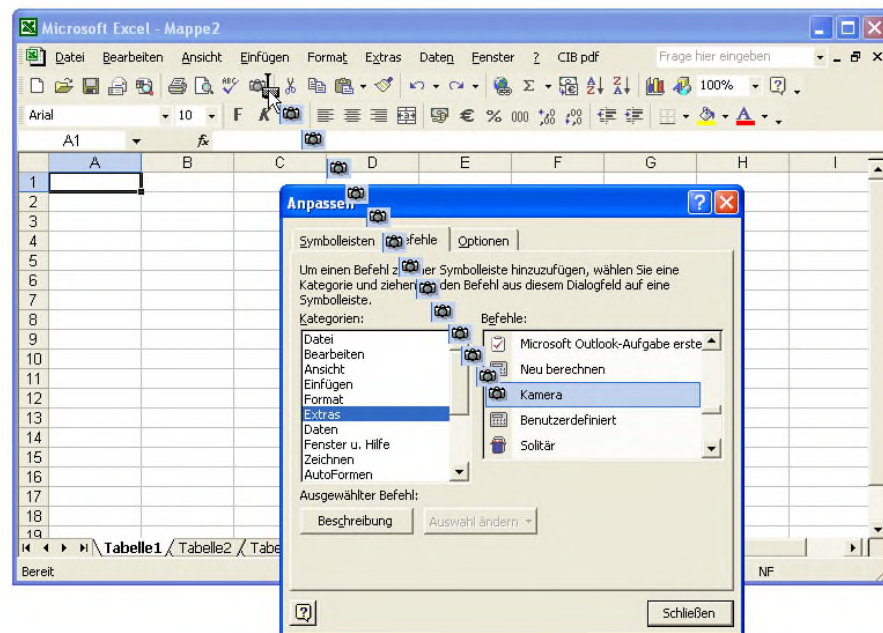 Microsoft Excel - Mappe2
Datei Bearbeiten Ansicht Einfügen Format Extras Daten Fenster ? CIB pdf Frage hier eingeben
100%
Arial 10 F K € % 000
A1 fx
A B C D E F G H I
1
2
3
4
5
6
7
8
9
10
11
12
13
14
15
16
17
18
19
Anpassen
Symbolleisten Optionen
Um einen Befehl Symbolleiste hinzuzufügen, wählen Sie eine
Kategorie und ziehen den Befehl aus diesem Dialogfeld auf eine
Symbolleiste.
Kategorien: Befehle:
Datei
Bearbeiten
Ansicht
Einfügen
Format
Extras
Daten
Fenster u. Hilfe
Zeichnen
AutoFormen
Microsoft Outlook-Aufgabe erste
Neu berechnen
Kamera
Benutzerdefiniert
Solitär
Ausgewählter Befehl:
Beschreibung Auswahl ändern
Schließen
Tabelle1 Tabelle2 Tabe
Bereit NF